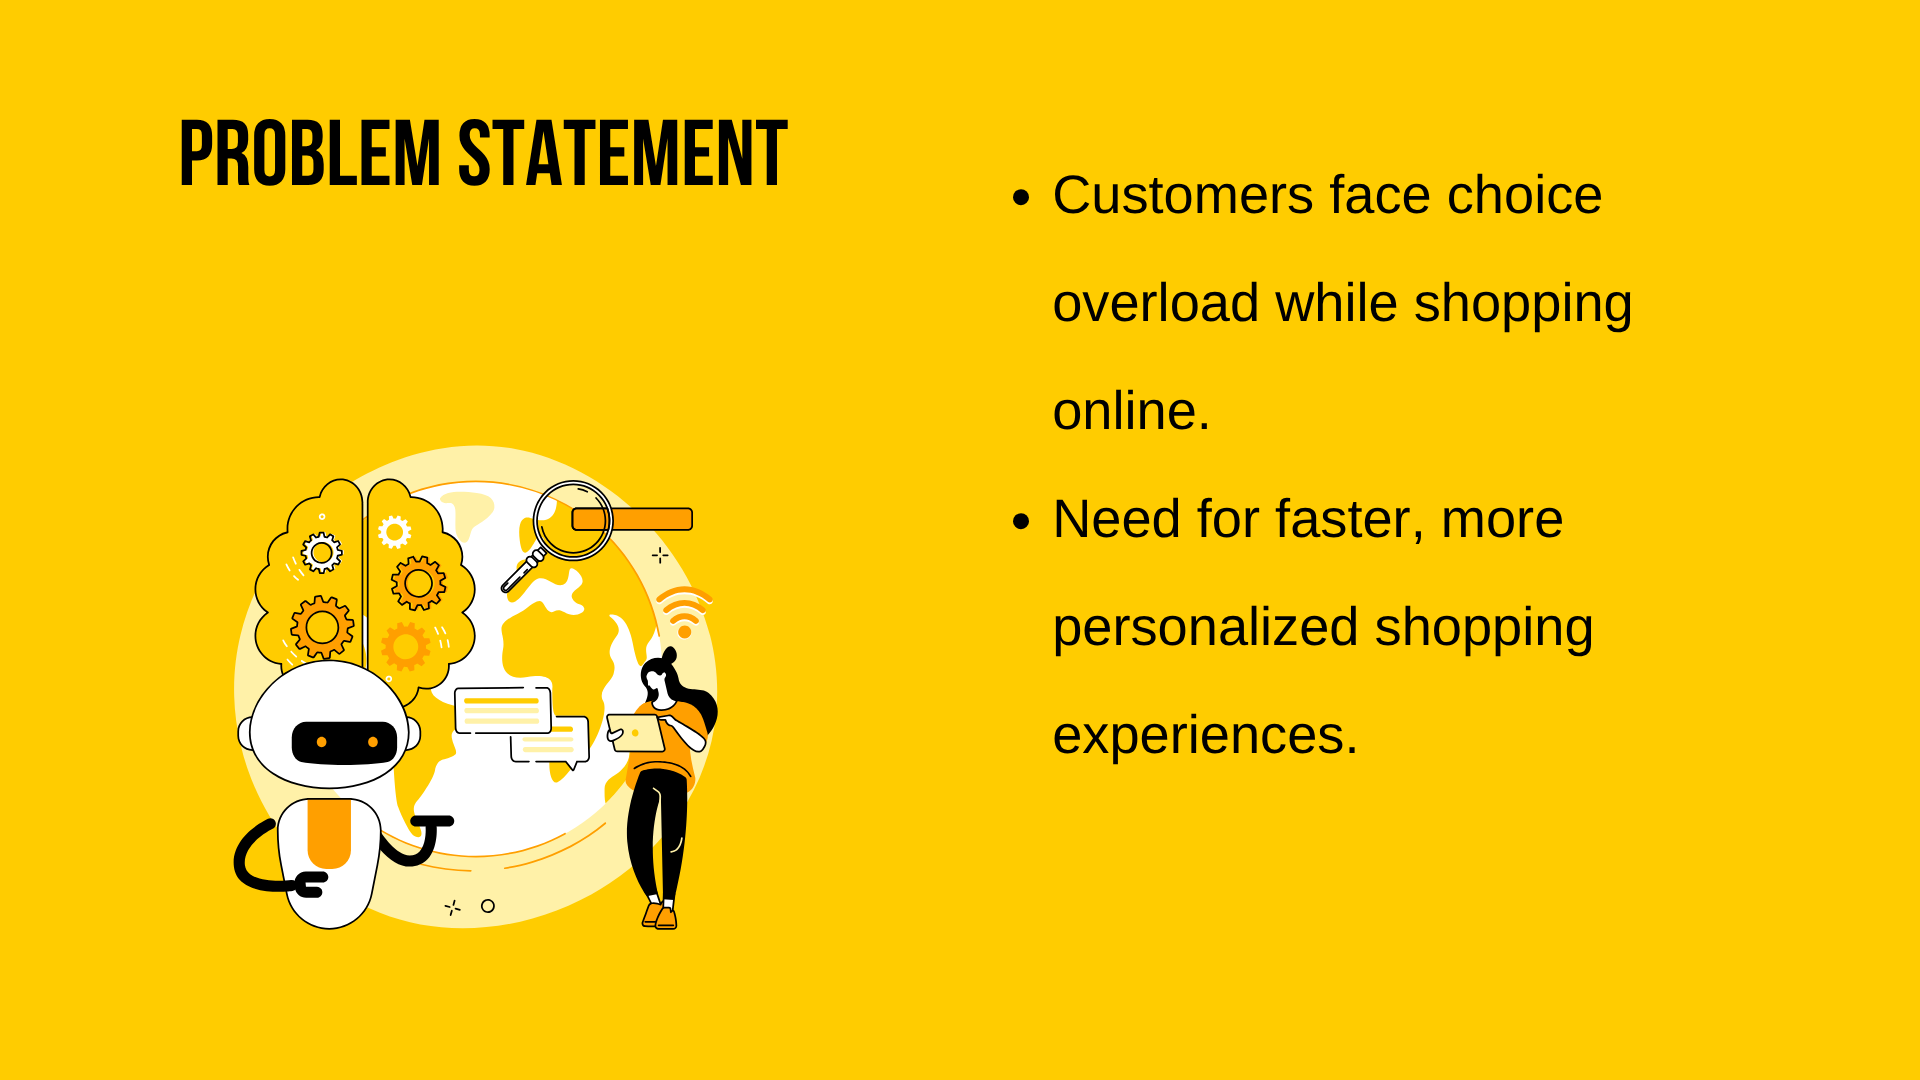 PROBLEM STATEMENT
• Customers face choice
overload while shopping
online.
• Need for faster, more
personalized shopping
experiences.